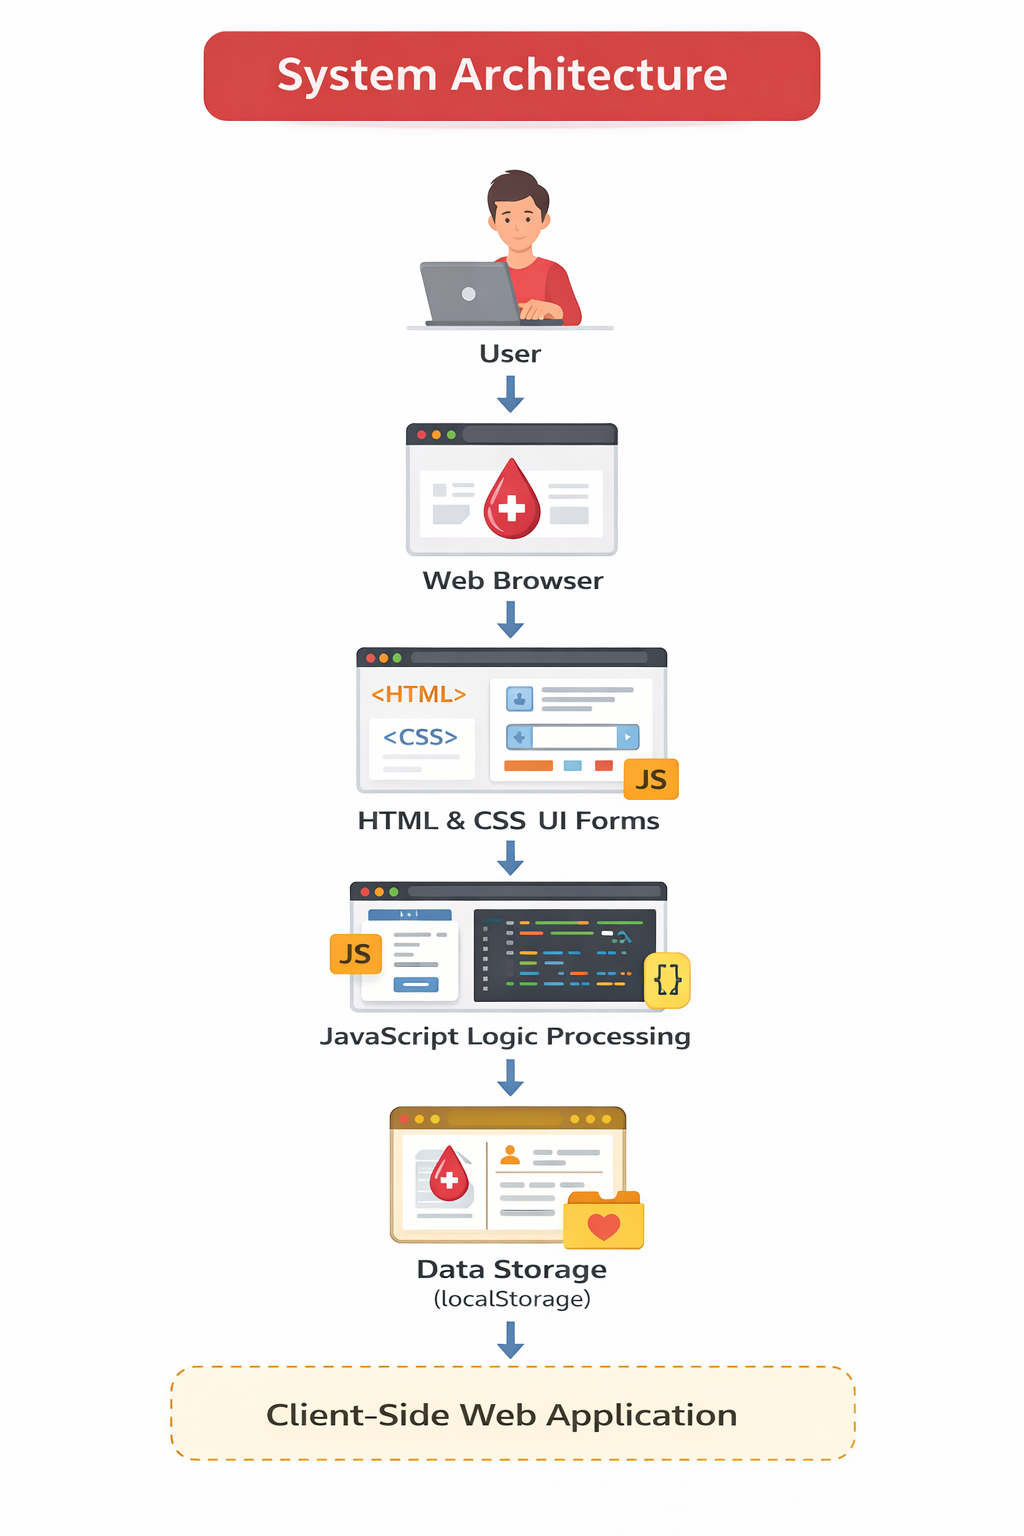 System Architecture
User
Web Browser
<HTML>
<CSS>
JS
HTML & CSS UI Forms
JS
{}
JavaScript Logic Processing
Data Storage
(localStorage)
Client-Side Web Application